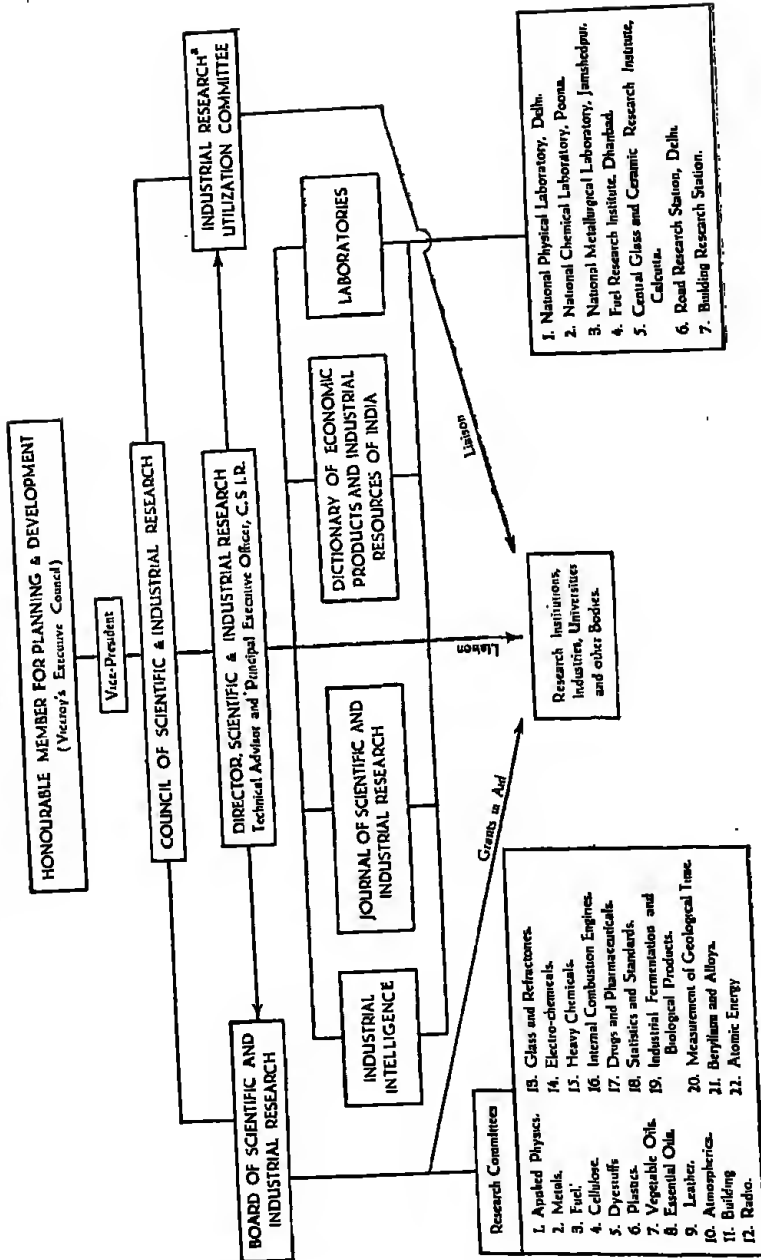 HONOURABLE MEMBER FOR PLANNING & DEVELOPMENT
(Viceroy's Executive Council)
Vice-President
COUNCIL OF SCIENTIFIC & INDUSTRIAL RESEARCH
BOARD OF SCIENTIFIC AND
INDUSTRIAL RESEARCH
DIRECTOR, SCIENTIFIC & INDUSTRIAL RESEARCH
Technical Advisor and Principal Executive Officer, C.S.I.R.
INDUSTRIAL RESEARCH
UTILIZATION COMMITTEE
INDUSTRIAL
INTELLIGENCE
JOURNAL OF SCIENTIFIC AND
INDUSTRIAL RESEARCH
DICTIONARY OF ECONOMIC
PRODUCTS AND INDUSTRIAL
RESOURCES OF INDIA
LABORATORIES
Grants in Aid
Liaison
Liaison
Research Committees
1. Applied Physics.
2. Metals.
3. Fuel.
4. Cellulose.
5. Dyestuffs
6. Plastics.
7. Vegetable Oils.
8. Essential Oils.
9. Leather.
10. Atmospherics.
11. Building
12. Radio.
13. Glass and Refractories.
14. Electro-chemicals.
15. Heavy Chemicals.
16. Internal Combustion Engines.
17. Drugs and Pharmaceuticals.
18. Statistics and Standards.
19. Industrial Fermentation and
Biological Products.
20. Measurement of Geological Time.
21. Beryllium and Alloys.
22. Atomic Energy
Research Institutions,
Industries, Universities
and other Bodies.
1. National Physical Laboratory, Delhi.
2. National Chemical Laboratory, Poona.
3. National Metallurgical Laboratory, Jamshedpur.
4. Fuel Research Institute, Dhanbad.
5. Central Glass and Ceramic Research Institute,
Calcutta.
6. Road Research Station, Delhi.
7. Building Research Station.